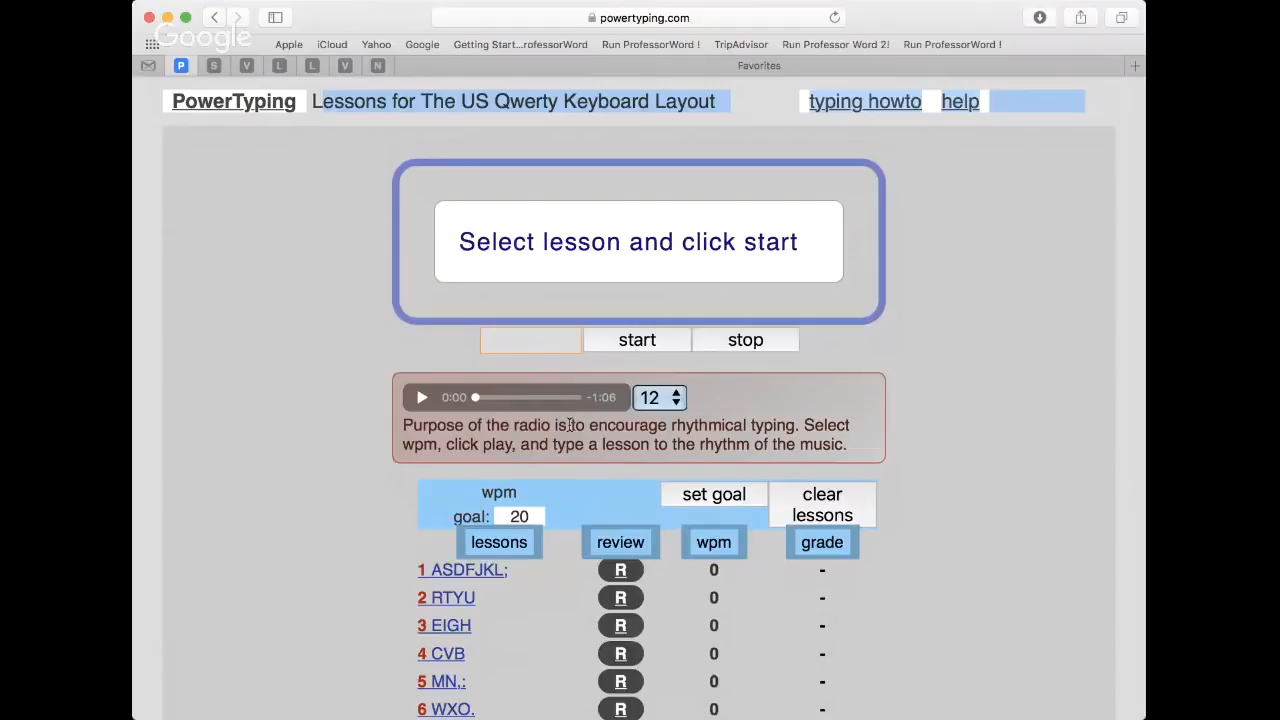 powertyping.com
Google
Apple iCloud Yahoo Google Getting Start...rofessorWord Run ProfessorWord ! TripAdvisor Run Professor Word 2! Run ProfessorWord !
P S V L L V N Favorites
PowerTyping Lessons for The US Qwerty Keyboard Layout typing howto help
Select lesson and click start
start stop
0:00 -1:06 12
Purpose of the radio is to encourage rhythmical typing. Select
wpm, click play, and type a lesson to the rhythm of the music.
wpm set goal clear
goal: 20 lessons
lessons review wpm grade
1 ASDFJKL; R 0 -
2 RTYU R 0 -
3 EIGH R 0 -
4 CVB R 0 -
5 MN,: R 0 -
6 WXO. R 0 -